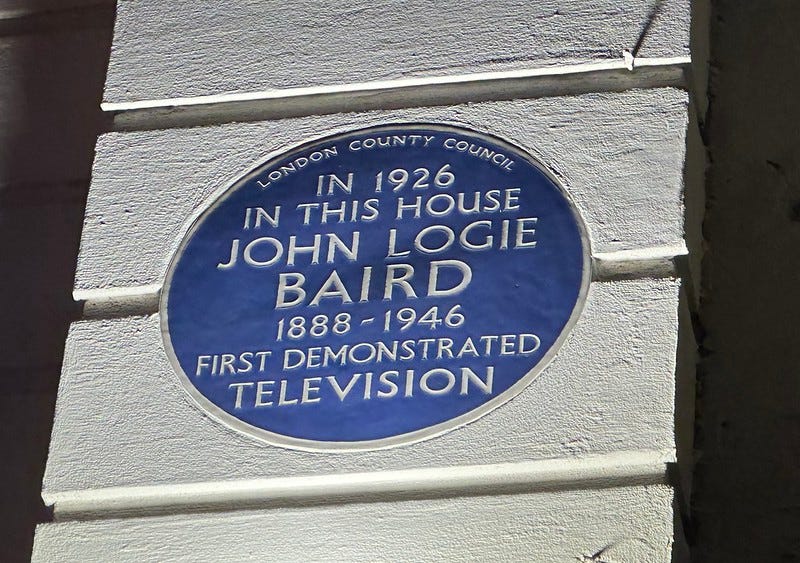 LONDON COUNTY COUNCIL
IN 1926
IN THIS HOUSE
JOHN LOGIE
BAIRD
1888-1946
FIRST DEMONSTRATED
TELEVISION